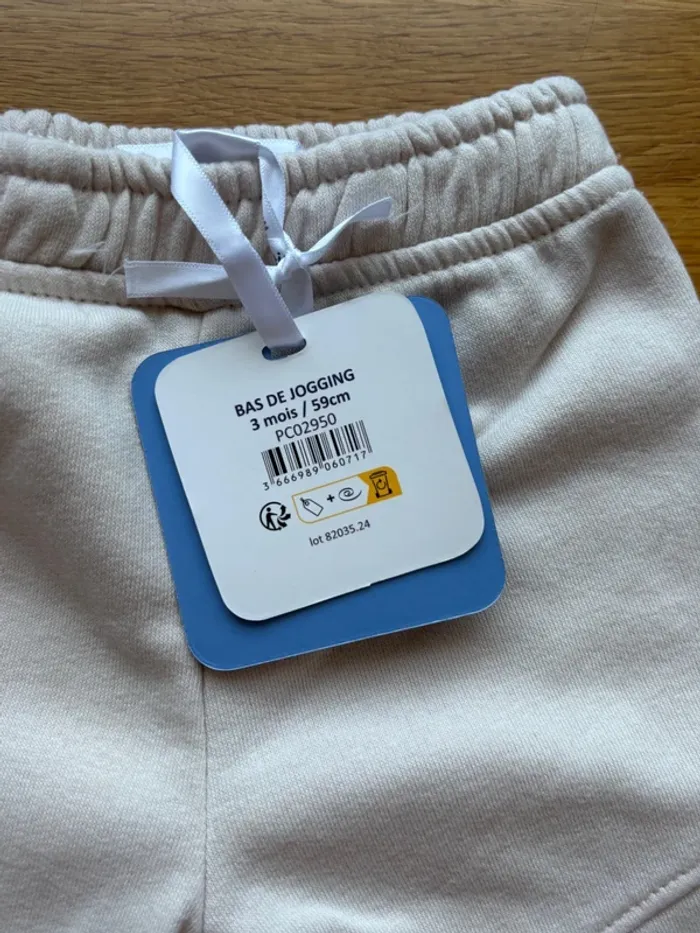 BAS DE JOGGING
3 mois / 59cm
PC02950
3 666989 060717
+
lot 82035.24